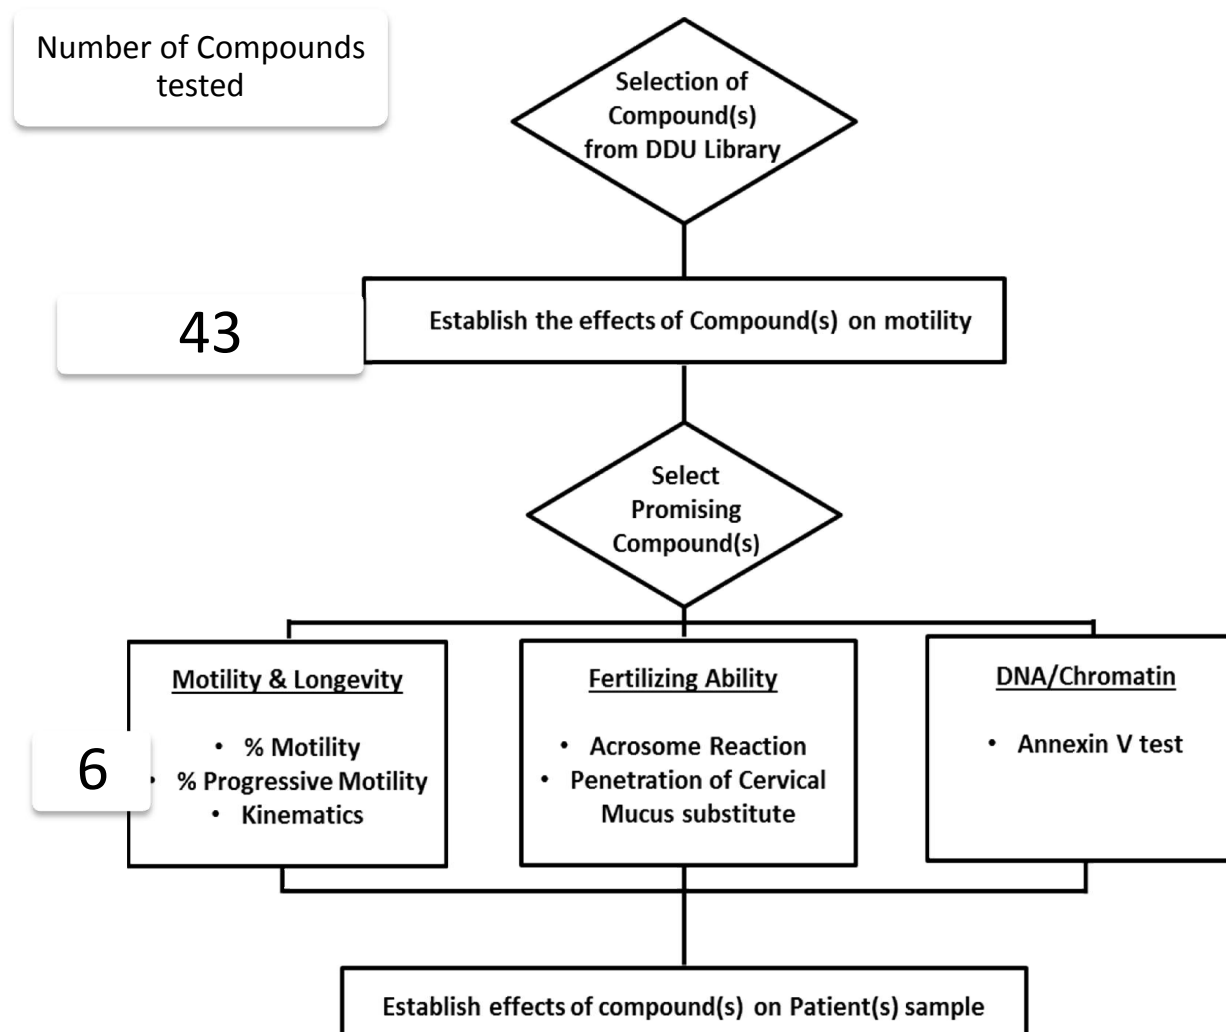 Number of Compounds
tested
Selection of
Compound(s)
from DDU Library
43
Establish the effects of Compound(s) on motility
Select
Promising
Compound(s)
6
Motility & Longevity
• % Motility
• % Progressive Motility
• Kinematics
Fertilizing Ability
• Acrosome Reaction
• Penetration of Cervical
Mucus substitute
DNA/Chromatin
• Annexin V test
Establish effects of compound(s) on Patient(s) sample